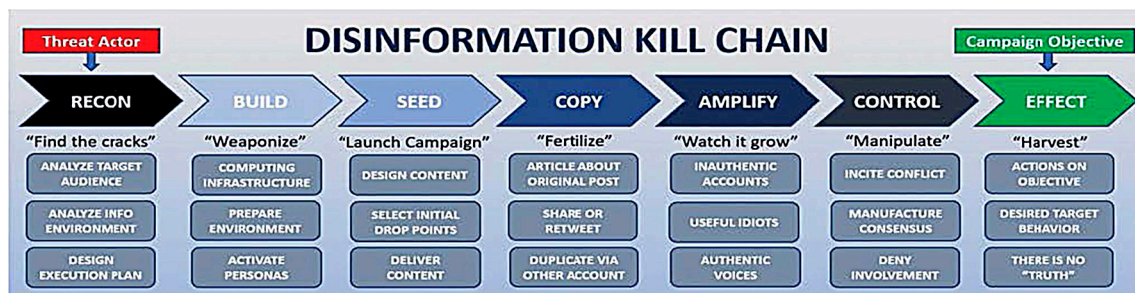 Threat Actor
DISINFORMATION KILL CHAIN
Campaign Objective
RECON
BUILD
SEED
COPY
AMPLIFY
CONTROL
EFFECT
“Find the cracks”
“Weaponize”
“Launch Campaign”
“Fertilize”
“Watch it grow”
“Manipulate”
“Harvest”
ANALYZE TARGET
AUDIENCE
COMPUTING
INFRASTRUCTURE
DESIGN CONTENT
ARTICLE ABOUT
ORIGINAL POST
INAUTHENTIC
ACCOUNTS
INCITE CONFLICT
ACTIONS ON
OBJECTIVE
ANALYZE INFO
ENVIRONMENT
PREPARE
ENVIRONMENT
SELECT INITIAL
DROP POINTS
SHARE OR
RETWEET
USEFUL IDIOTS
MANUFACTURE
CONSENSUS
DESIRED TARGET
BEHAVIOR
DESIGN
EXECUTION PLAN
ACTIVATE
PERSONAS
DELIVER
CONTENT
DUPLICATE VIA
OTHER ACCOUNT
AUTHENTIC
VOICES
DENY
INVOLVEMENT
THERE IS NO
“TRUTH”